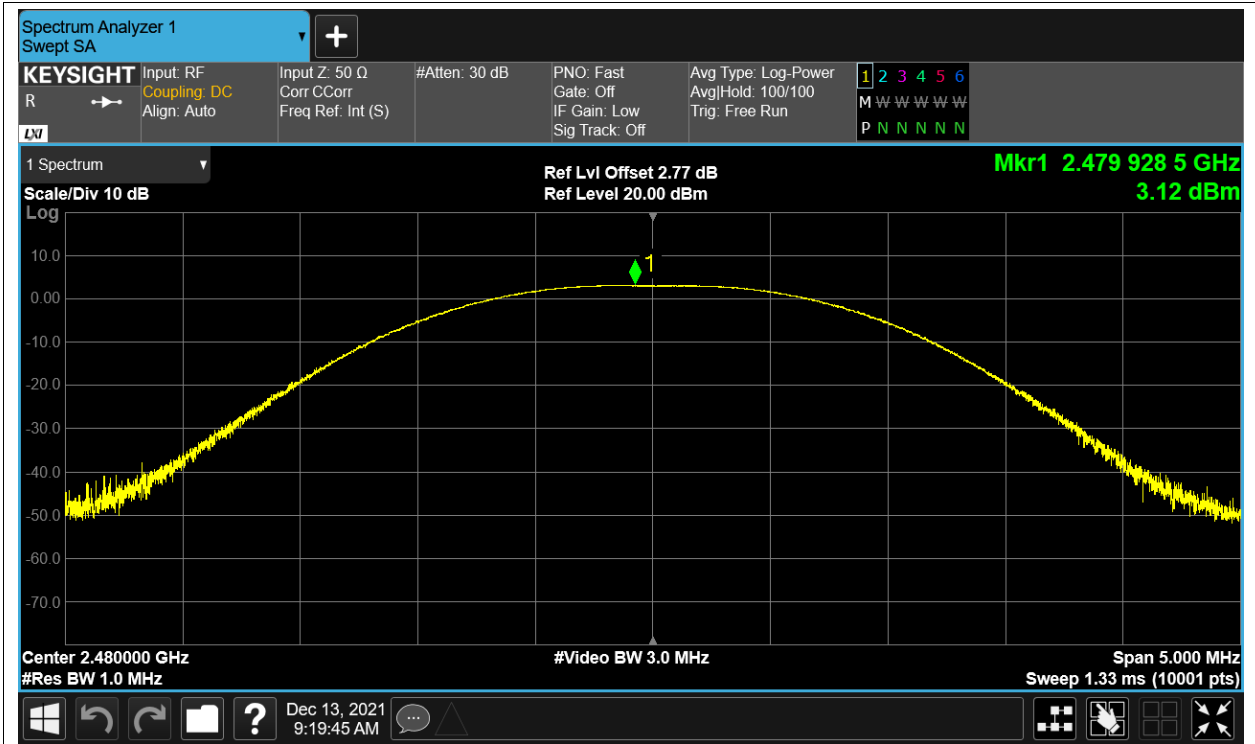 Spectrum Analyzer 1
Swept SA
KEYSIGHT
R
LXI
Input: RF
Coupling: DC
Align: Auto
Input Z: 50 Ω
Corr CCorr
Freq Ref: Int (S)
#Atten: 30 dB
PNO: Fast
Gate: Off
IF Gain: Low
Sig Track: Off
Avg Type: Log-Power
Avg|Hold: 100/100
Trig: Free Run
1 2 3 4 5 6
M W W W W W
P N N N N N
1 Spectrum
Scale/Div 10 dB
Log
Ref Lvl Offset 2.77 dB
Ref Level 20.00 dBm
Mkr1 2.479 928 5 GHz
3.12 dBm
1
10.0
0.00
-10.0
-20.0
-30.0
-40.0
-50.0
-60.0
-70.0
Center 2.480000 GHz
#Res BW 1.0 MHz
#Video BW 3.0 MHz
Span 5.000 MHz
Sweep 1.33 ms (10001 pts)
?
Dec 13, 2021
9:19:45 AM